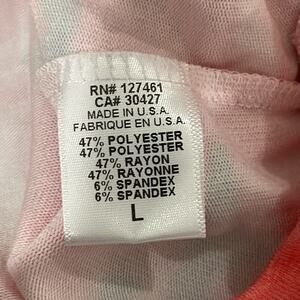 RN# 127461
CA# 30427
MADE IN U.S.A.
FABRIQUE EN U.S.A.
47% POLYESTER
47% POLYESTER
47% RAYON
47% RAYONNE
6% SPANDEX
6% SPANDEX
L